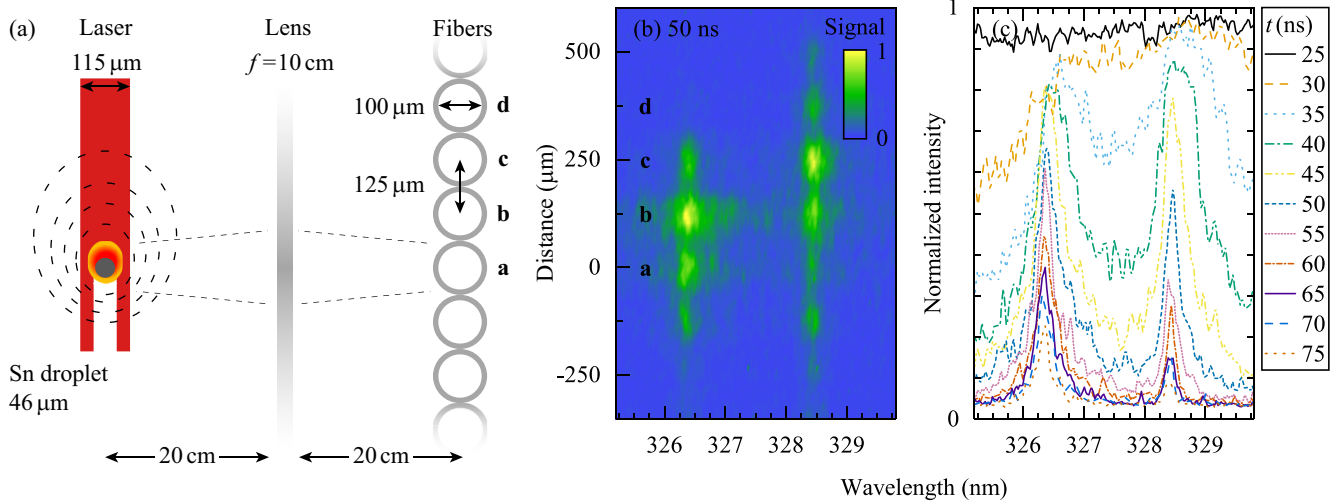 (a)
Laser
115 μm
Lens
f = 10 cm
Fibers
100 μm
125 μm
d
c
b
a
Sn droplet
46 μm
20 cm
20 cm
(b) 50 ns
Signal
1
0
Distance (μm)
500
250
0
-250
d
c
b
a
326
327
328
329
Wavelength (nm)
(c)
Normalized intensity
1
0
326
327
328
329
t (ns)
25
30
35
40
45
50
55
60
65
70
75